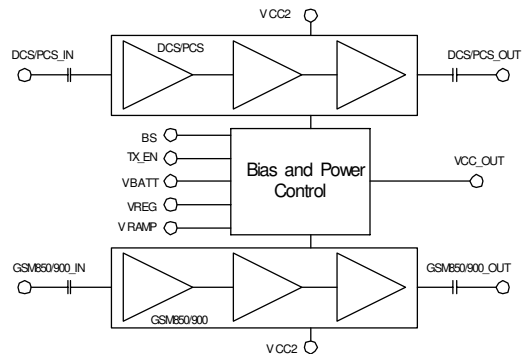 VCC2
DCS/PCS_IN
DCS/PCS
DCS/PCS_OUT
BS
TX_EN
VBATT
VREG
VRAMP
Bias and Power
Control
VCC_OUT
GSM850/900_IN
GSM850/900_OUT
GSM850/900
VCC2